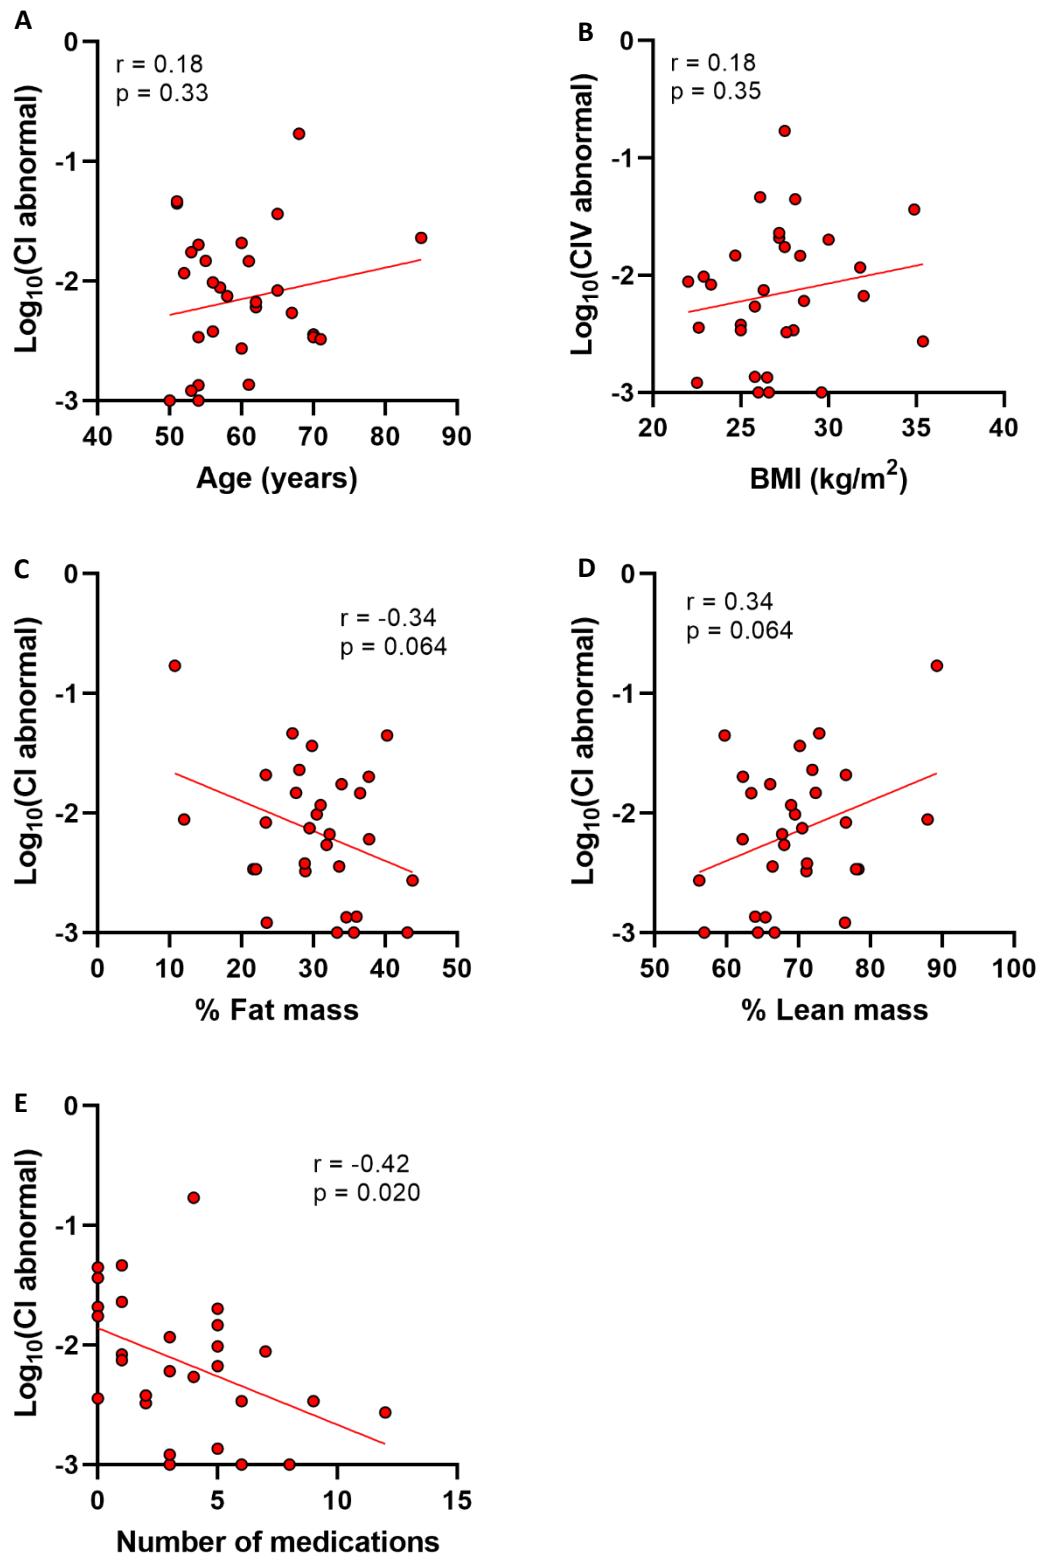 A
r = 0.18
p = 0.33
Log10(CI abnormal)
0
-1
-2
-3
40 50 60 70 80 90
Age (years)
B
r = 0.18
p = 0.35
Log10(CIV abnormal)
0
-1
-2
-3
20 25 30 35 40
BMI (kg/m²)
C
r = -0.34
p = 0.064
Log10(CI abnormal)
0
-1
-2
-3
0 10 20 30 40 50
% Fat mass
D
r = 0.34
p = 0.064
Log10(CI abnormal)
0
-1
-2
-3
50 60 70 80 90 100
% Lean mass
E
r = -0.42
p = 0.020
Log10(CI abnormal)
0
-1
-2
-3
0 5 10 15
Number of medications